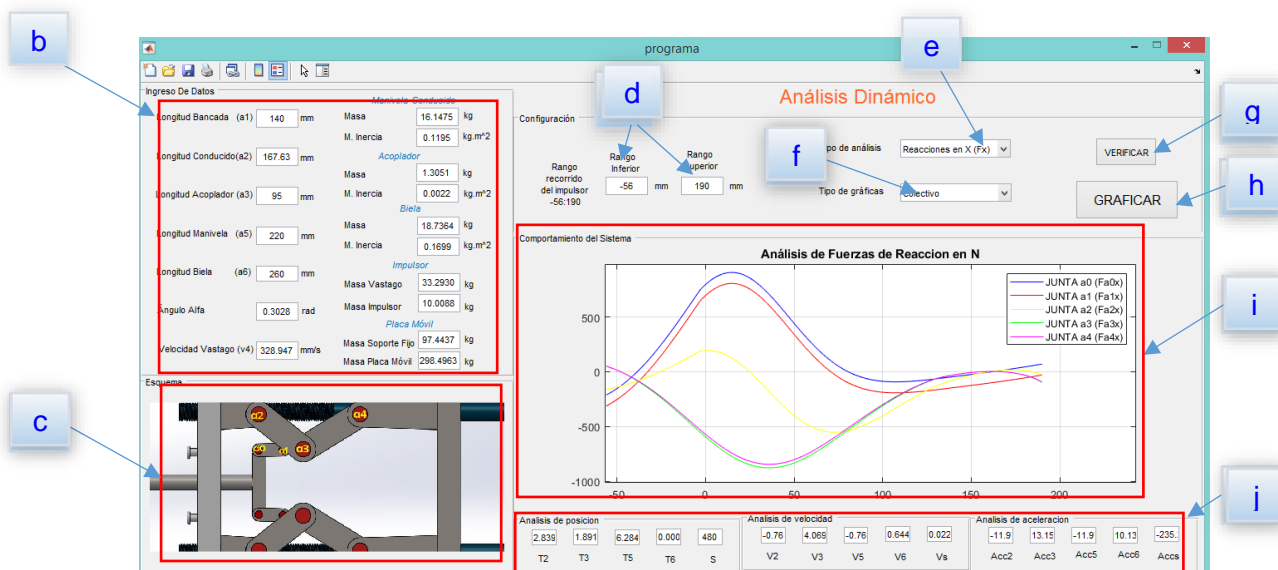 b
e
d
g
f
h
i
c
j
programa
Ingreso De Datos
Longitud Bancada (a1) 140 mm
Longitud Conducido(a2) 167.63 mm
Longitud Acoplador (a3) 95 mm
Longitud Manivela (a5) 220 mm
Longitud Biela (a6) 260 mm
Ángulo Alfa 0.3028 rad
Velocidad Vastago (v4) 328.947 mm/s
Manivela-Conducido
Masa 16.1475 kg
M. Inercia 0.1195 kg.m^2
Acoplador
Masa 1.3051 kg
M. Inercia 0.0022 kg.m^2
Biela
Masa 18.7364 kg
M. Inercia 0.1699 kg.m^2
Impulsor
Masa Vastago 33.2930 kg
Masa Impulsor 10.0088 kg
Placa Móvil
Masa Soporte Fijo 97.4437 kg
Masa Placa Móvil 298.4963 kg
Esquema
a2 a4
a0 a1 a3
Análisis Dinámico
Configuración
Rango
recorrido
del impulsor
-56:190
Rango
Inferior
-56 mm
Rango
Superior
190 mm
Tipo de análisis Reacciones en X (Fx)
Tipo de gráficas Colectivo
VERIFICAR
GRAFICAR
Comportamiento del Sistema
Análisis de Fuerzas de Reaccion en N
JUNTA a0 (Fa0x)
JUNTA a1 (Fa1x)
JUNTA a2 (Fa2x)
JUNTA a3 (Fa3x)
JUNTA a4 (Fa4x)
500
0
-500
-1000
-50 0 50 100 150 200
Analisis de posicion
2.839 1.891 6.284 0.000 480
T2 T3 T5 T6 S
Analisis de velocidad
-0.76 4.069 -0.76 0.644 0.022
V2 V3 V5 V6 Vs
Analisis de aceleracion
-11.9 13.15 -11.9 10.13 -235.
Acc2 Acc3 Acc5 Acc6 Accs